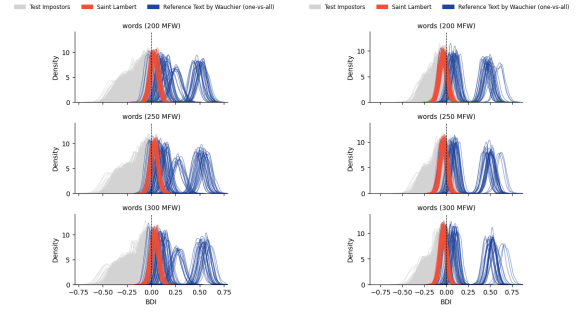 Test Impostors Saint Lambert Reference Text by Wauchier (one-vs-all)
Test Impostors Saint Lambert Reference Text by Wauchier (one-vs-all)
words (200 MFW)
words (200 MFW)
Density
10
5
0
Density
10
5
0
words (250 MFW)
words (250 MFW)
Density
10
5
0
Density
10
5
0
words (300 MFW)
words (300 MFW)
Density
10
5
0
Density
10
5
0
−0.75 −0.50 −0.25 0.00 0.25 0.50 0.75
−0.75 −0.50 −0.25 0.00 0.25 0.50 0.75
BDI
BDI